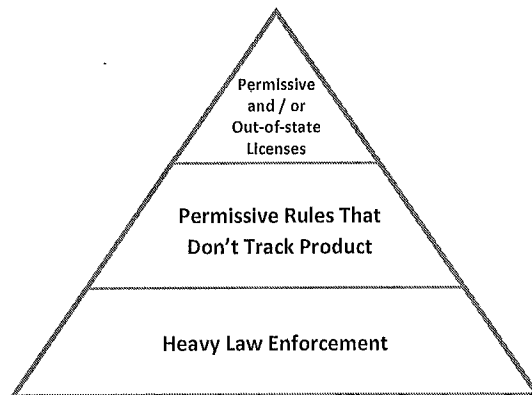 Permissive
and / or
Out-of-state
Licenses
Permissive Rules That
Don't Track Product
Heavy Law Enforcement